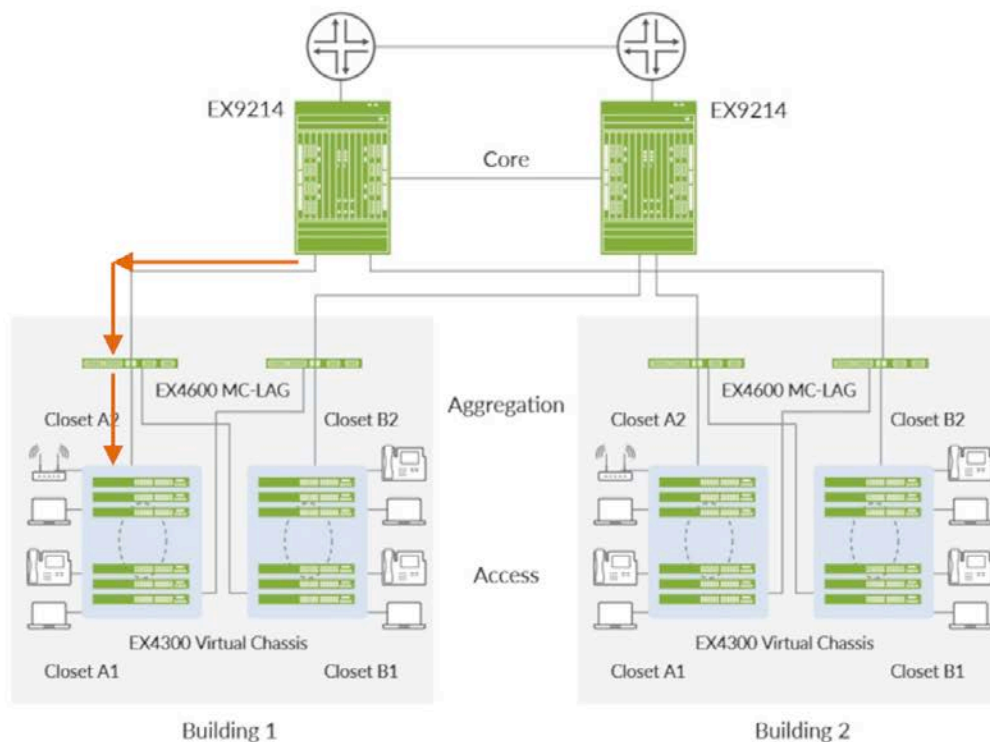 EX9214
EX9214
Core
EX4600 MC-LAG
EX4600 MC-LAG
Aggregation
Closet A2
Closet B2
Closet A2
Closet B2
Access
EX4300 Virtual Chassis
EX4300 Virtual Chassis
Closet A1
Closet B1
Closet A1
Closet B1
Building 1
Building 2